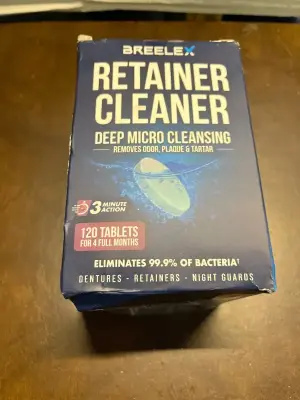 BREELEX
RETAINER
CLEANER
DEEP MICRO CLEANSING
REMOVES ODOR, PLAQUE & TARTAR
3 MINUTE
ACTION
120 TABLETS
FOR 4 FULL MONTHS
ELIMINATES 99.9% OF BACTERIA†
DENTURES - RETAINERS - NIGHT GUARDS